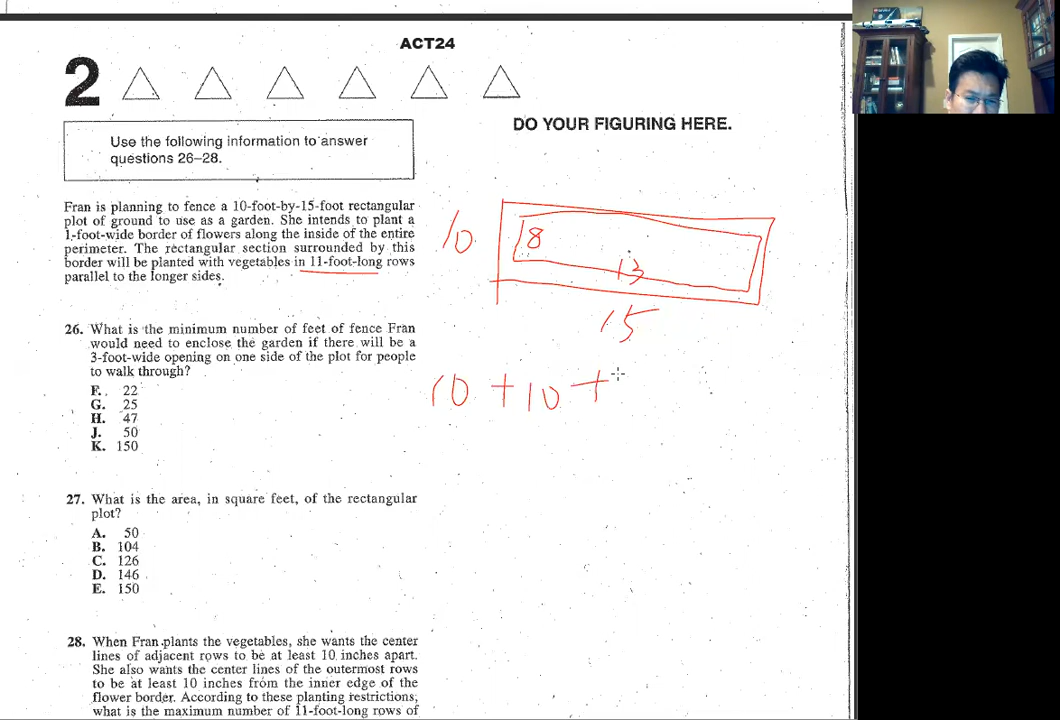 ACT24
2
DO YOUR FIGURING HERE.
Use the following information to answer
questions 26–28.
Fran is planning to fence a 10-foot-by-15-foot rectangular
plot of ground to use as a garden. She intends to plant a
1-foot-wide border of flowers along the inside of the entire
perimeter. The rectangular section surrounded by this
border will be planted with vegetables in 11-foot-long rows
parallel to the longer sides.
10
8
13
15
10 + 10 +
26. What is the minimum number of feet of fence Fran
would need to enclose the garden if there will be a
3-foot-wide opening on one side of the plot for people
to walk through?
F. 22
G. 25
H. 47
J. 50
K. 150
27. What is the area, in square feet, of the rectangular
plot?
A. 50
B. 104
C. 126
D. 146
E. 150
28. When Fran plants the vegetables, she wants the center
lines of adjacent rows to be at least 10 inches apart.
She also wants the center lines of the outermost rows
to be at least 10 inches from the inner edge of the
flower border. According to these planting restrictions,
what is the maximum number of 11-foot-long rows of